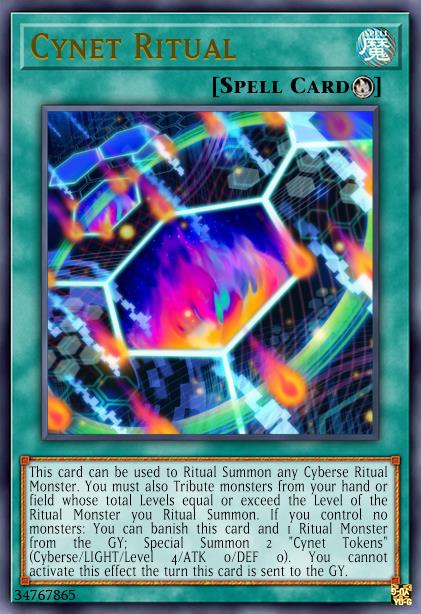 Cynet Ritual
SPELL
魔
[Spell Card]
This card can be used to Ritual Summon any Cyberse Ritual
Monster. You must also Tribute monsters from your hand or
field whose total Levels equal or exceed the Level of the
Ritual Monster you Ritual Summon. If you control no
monsters: You can banish this card and 1 Ritual Monster
from the GY; Special Summon 2 "Cynet Tokens"
(Cyberse/LIGHT/Level 4/ATK 0/DEF 0). You cannot
activate this effect the turn this card is sent to the GY.
34767865